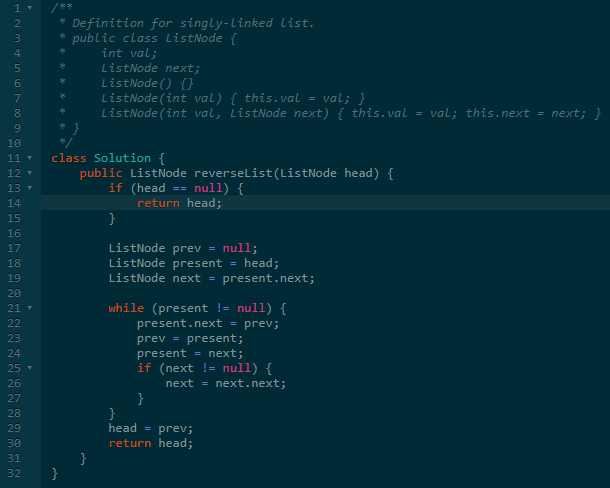 1 /**
2  * Definition for singly-linked list.
3  * public class ListNode {
4  *     int val;
5  *     ListNode next;
6  *     ListNode() {}
7  *     ListNode(int val) { this.val = val; }
8  *     ListNode(int val, ListNode next) { this.val = val; this.next = next; }
9  * }
10  */
11 class Solution {
12     public ListNode reverseList(ListNode head) {
13         if (head == null) {
14             return head;
15         }
16
17         ListNode prev = null;
18         ListNode present = head;
19         ListNode next = present.next;
20
21         while (present != null) {
22             present.next = prev;
23             prev = present;
24             present = next;
25             if (next != null) {
26                 next = next.next;
27             }
28         }
29         head = prev;
30         return head;
31     }
32 }